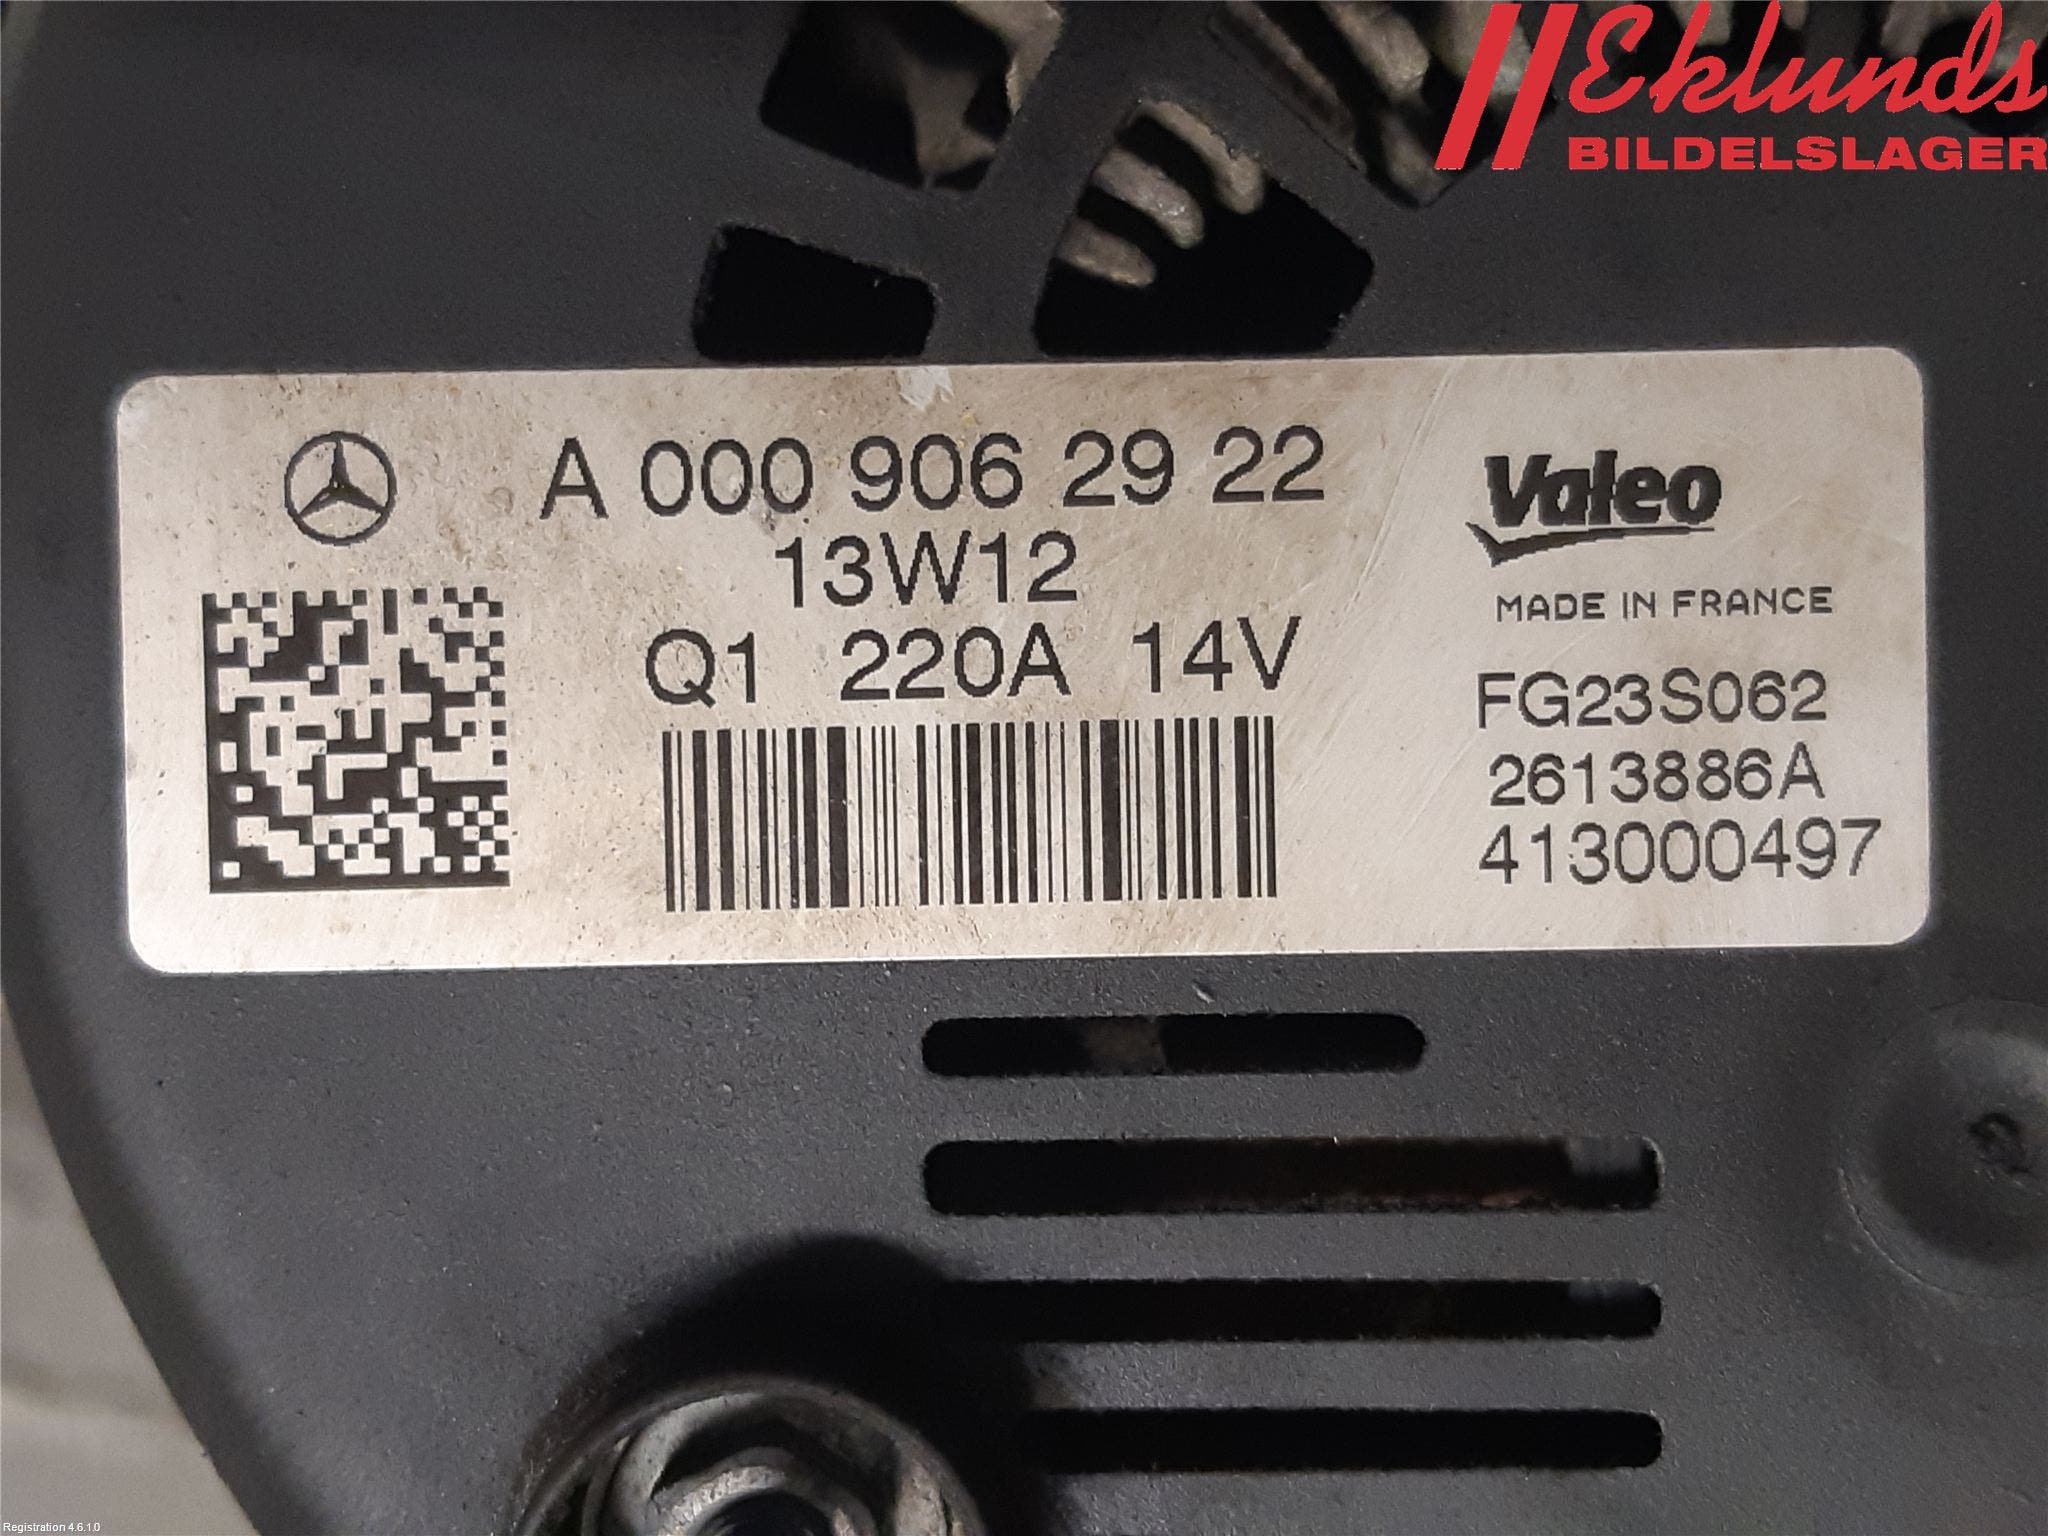 Eklunds
BILDELSLAGER
A 000 906 29 22
13W12
Q1 220A 14V
Valeo
MADE IN FRANCE
FG23S062
2613886A
413000497
Registration 4.6.1.0